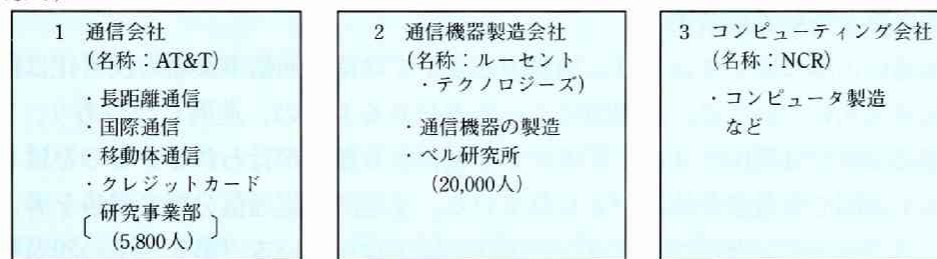 1 通信会社
(名称:AT&T)
・長距離通信
・国際通信
・移動体通信
・クレジットカード
・研究事業部
(5,800人)
2 通信機器製造会社
(名称:ルーセント
・テクノロジーズ)
・通信機器の製造
・ベル研究所
(20,000人)
3 コンピューティング会社
(名称:NCR)
・コンピュータ製造
など